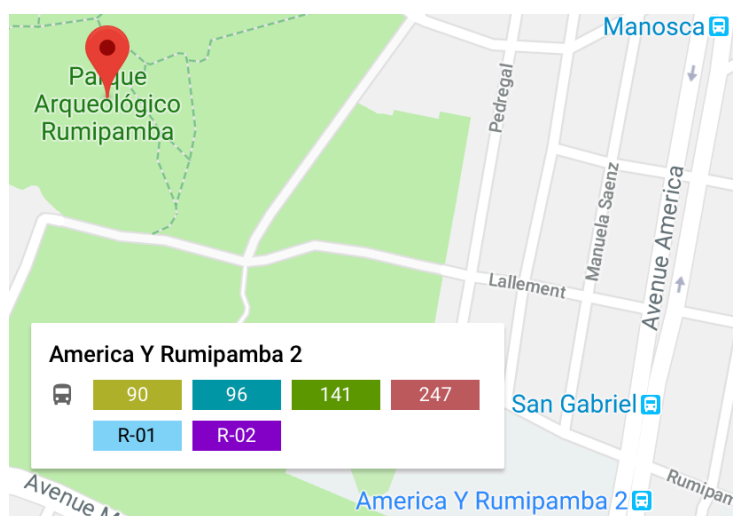 Manosca
Parque
Arqueológico
Rumipamba
Pedregal
Manuela Saenz
Avenue America
Lallement
America Y Rumipamba 2
90 96 141 247
R-01 R-02
San Gabriel
Avenue M
America Y Rumipamba 2
Rumipam